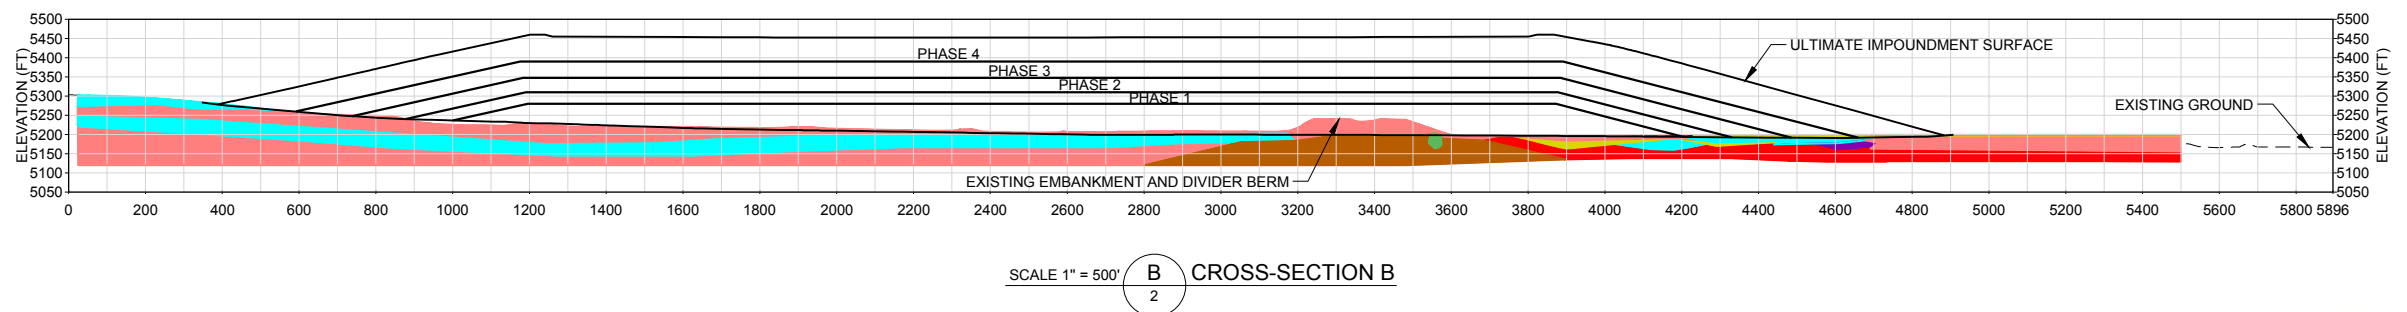 5500
5450
5400
5350
5300
5250
5200
5150
5100
5050
ELEVATION (FT)
PHASE 4
PHASE 3
PHASE 2
PHASE 1
ULTIMATE IMPOUNDMENT SURFACE
EXISTING GROUND
EXISTING EMBANKMENT AND DIVIDER BERM
5500
5450
5400
5350
5300
5250
5200
5150
5100
5050
ELEVATION (FT)
0 200 400 600 800 1000 1200 1400 1600 1800 2000 2200 2400 2600 2800 3000 3200 3400 3600 3800 4000 4200 4400 4600 4800 5000 5200 5400 5600 5800 5896
SCALE 1" = 500' B CROSS-SECTION B
2